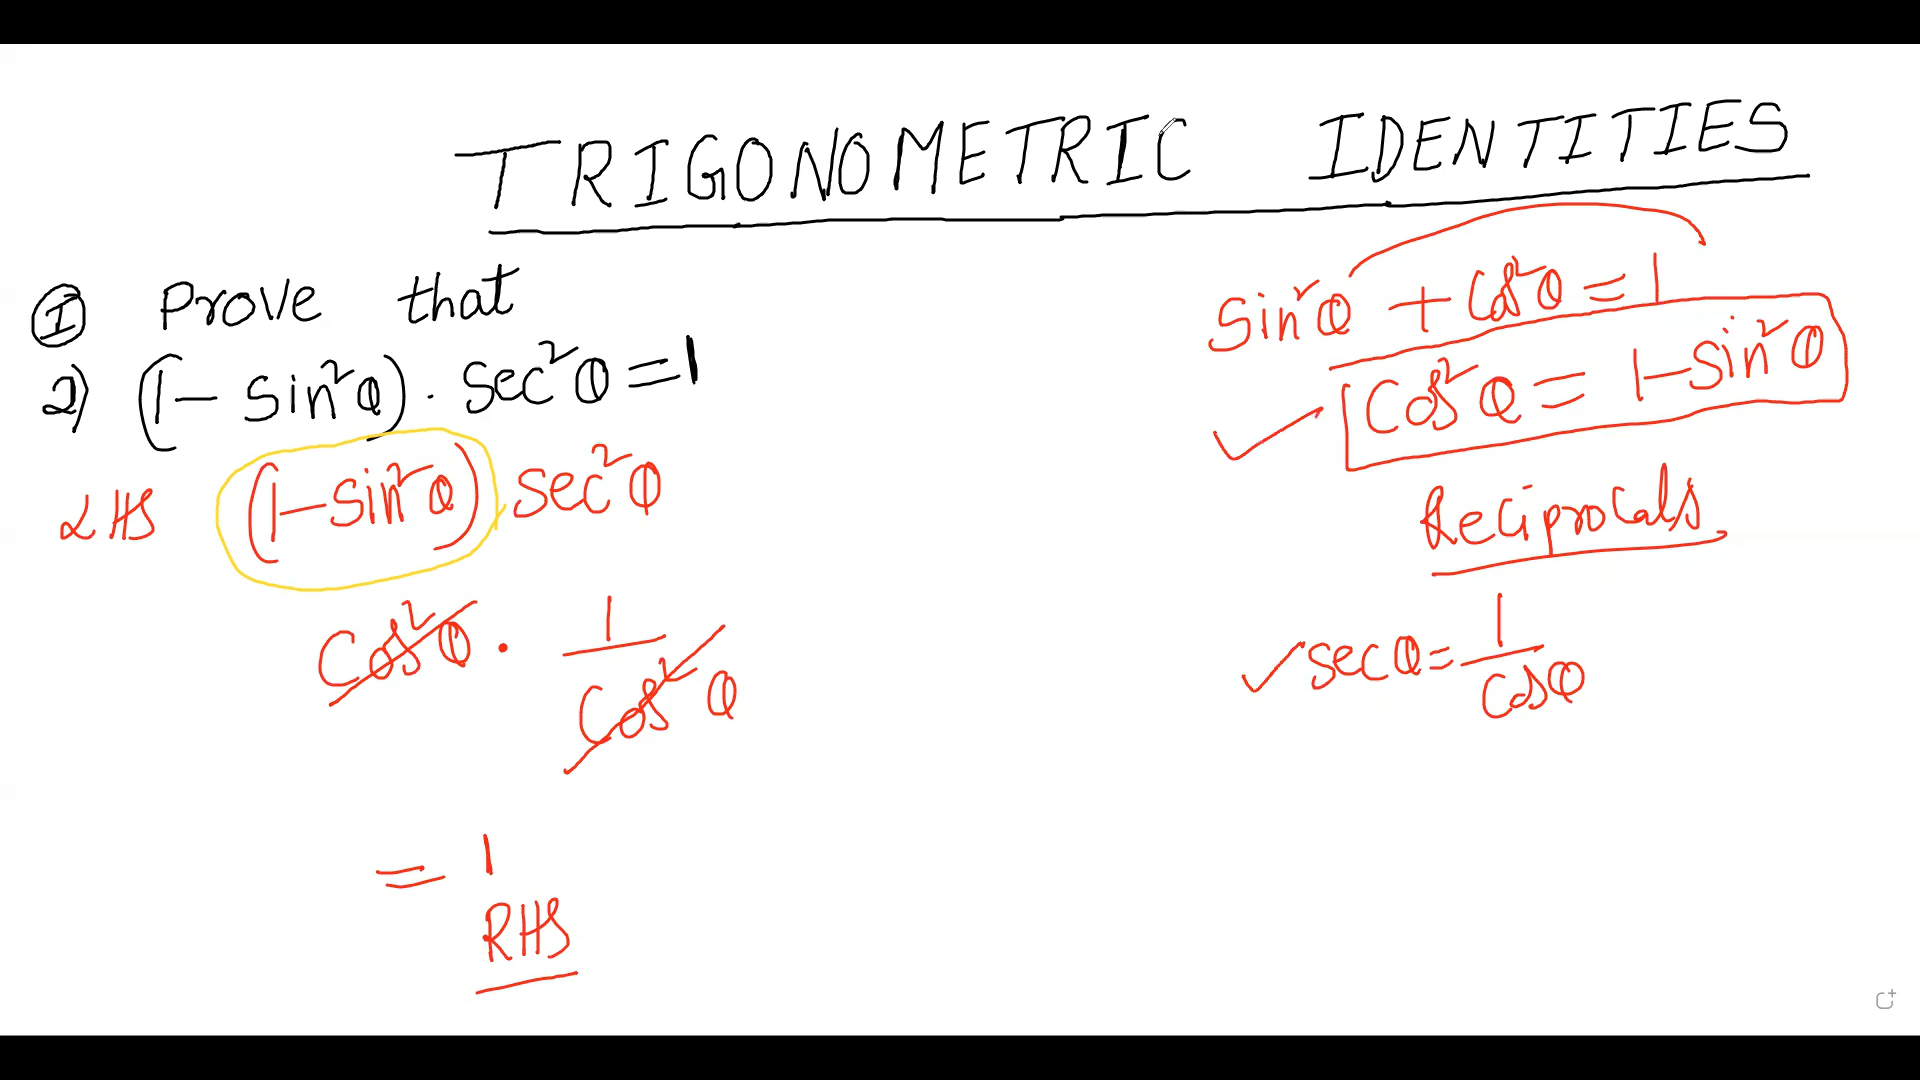 TRIGONOMETRIC IDENTITIES
① Prove that
2) (1 – sin²θ) . sec²θ = 1
LHS (1 – sin²θ) sec²θ
cos²θ . 1/cos²θ
= 1
RHS
sin²θ + cos²θ = 1
✓ cos²θ = 1 – sin²θ
Reciprocals
✓ secθ = 1/cosθ